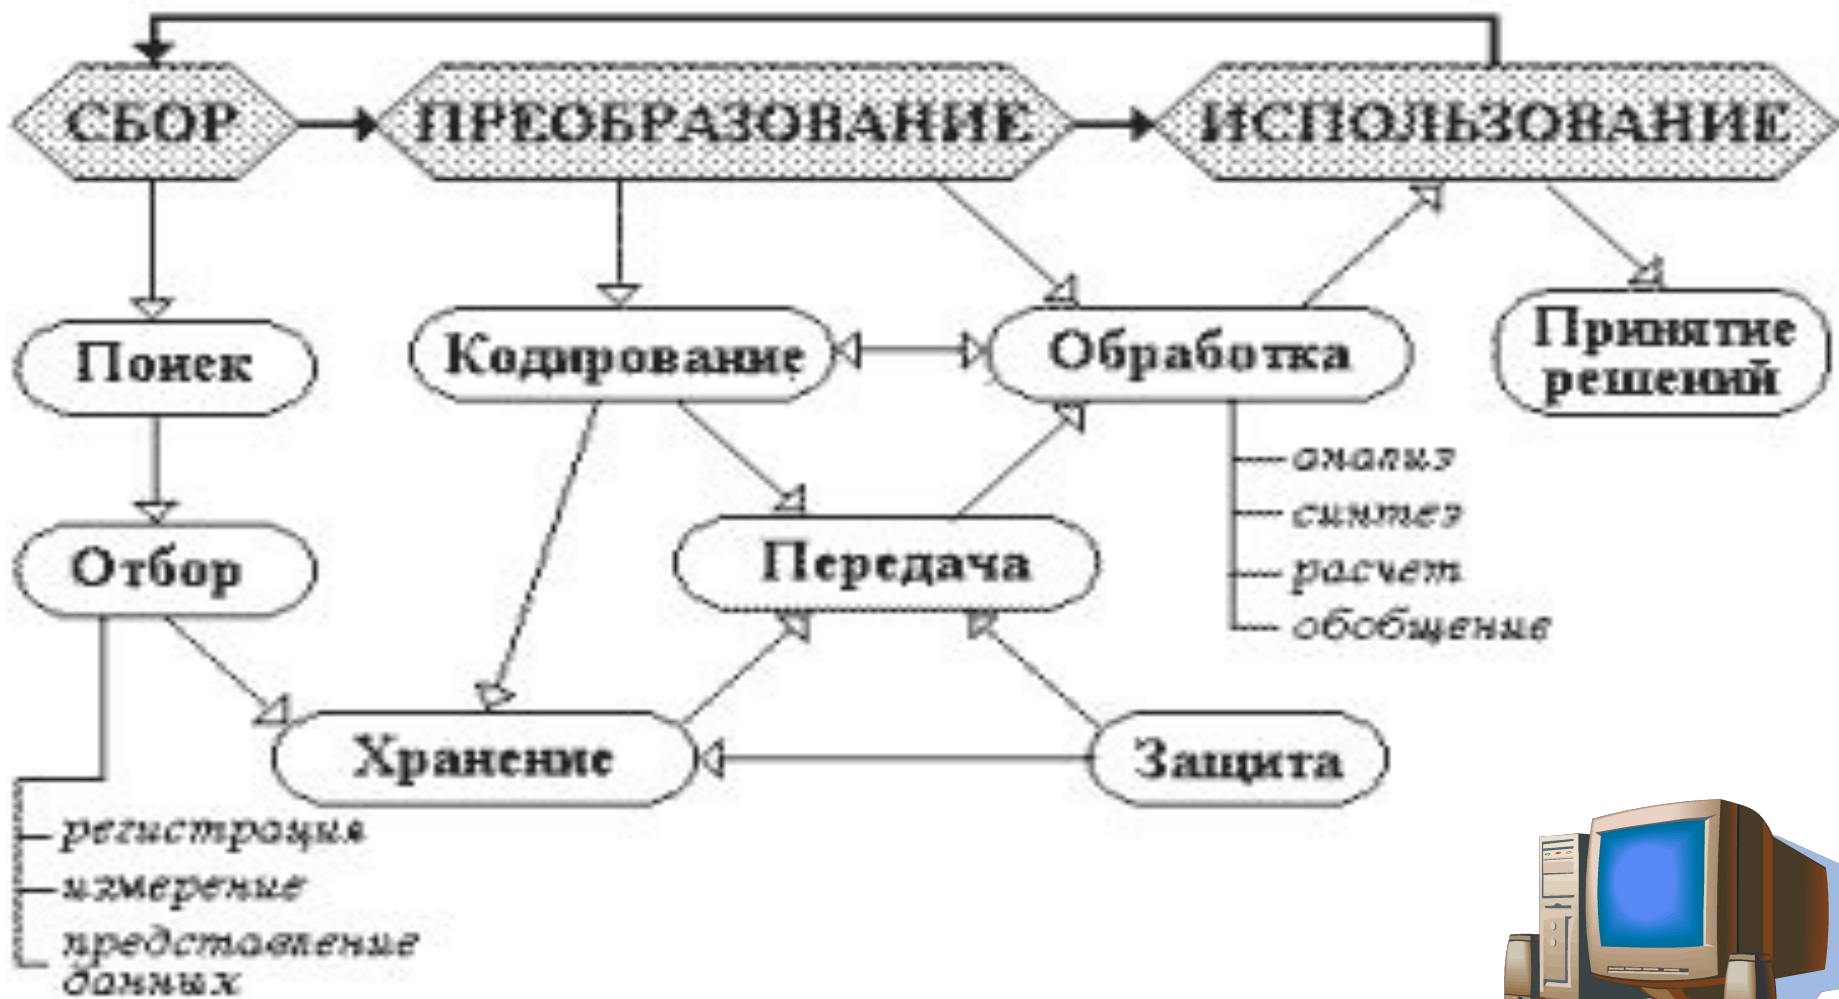 СБОР
ПРЕОБРАЗОВАНИЕ
ИСПОЛЬЗОВАНИЕ
Поиск
Кодирование
Обработка
Принятие
решений
анализ
синтез
расчет
обобщение
Отбор
Передача
Хранение
Защита
регистрация
измерение
представление
данных